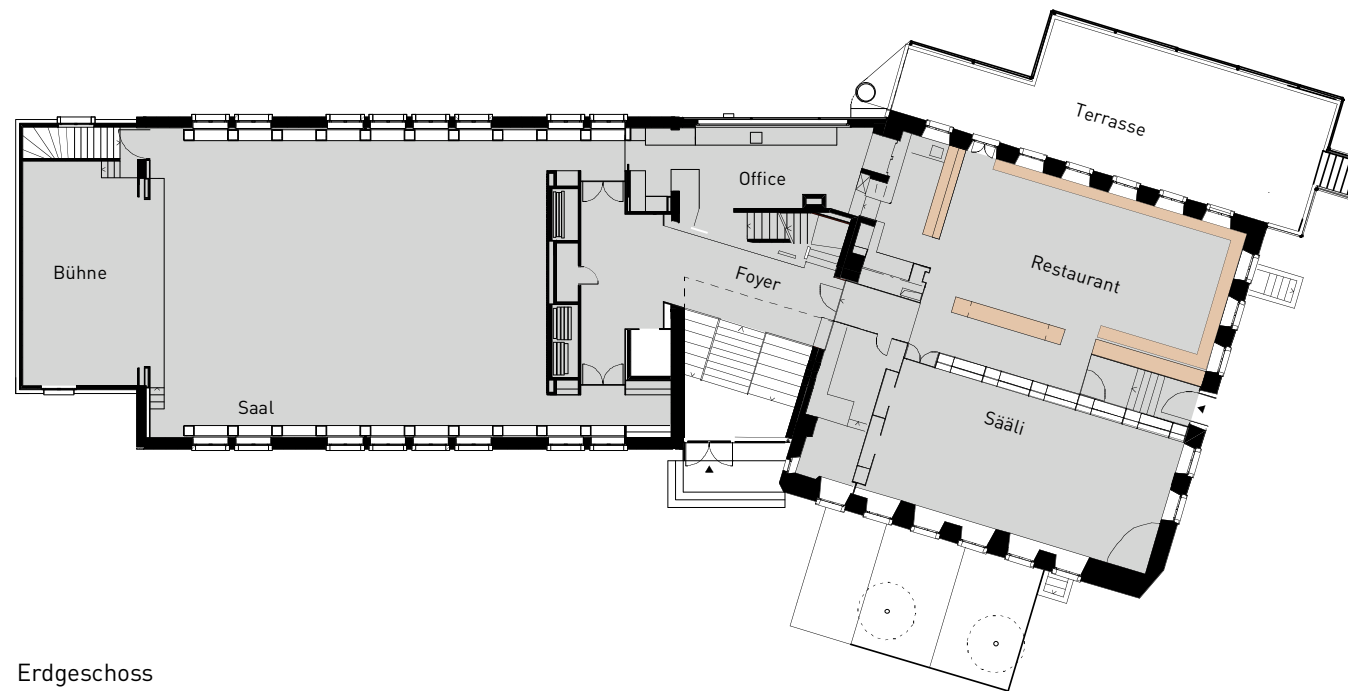 Terrasse
Office
Bühne
Foyer
Restaurant
Saal
Sääli
Erdgeschoss